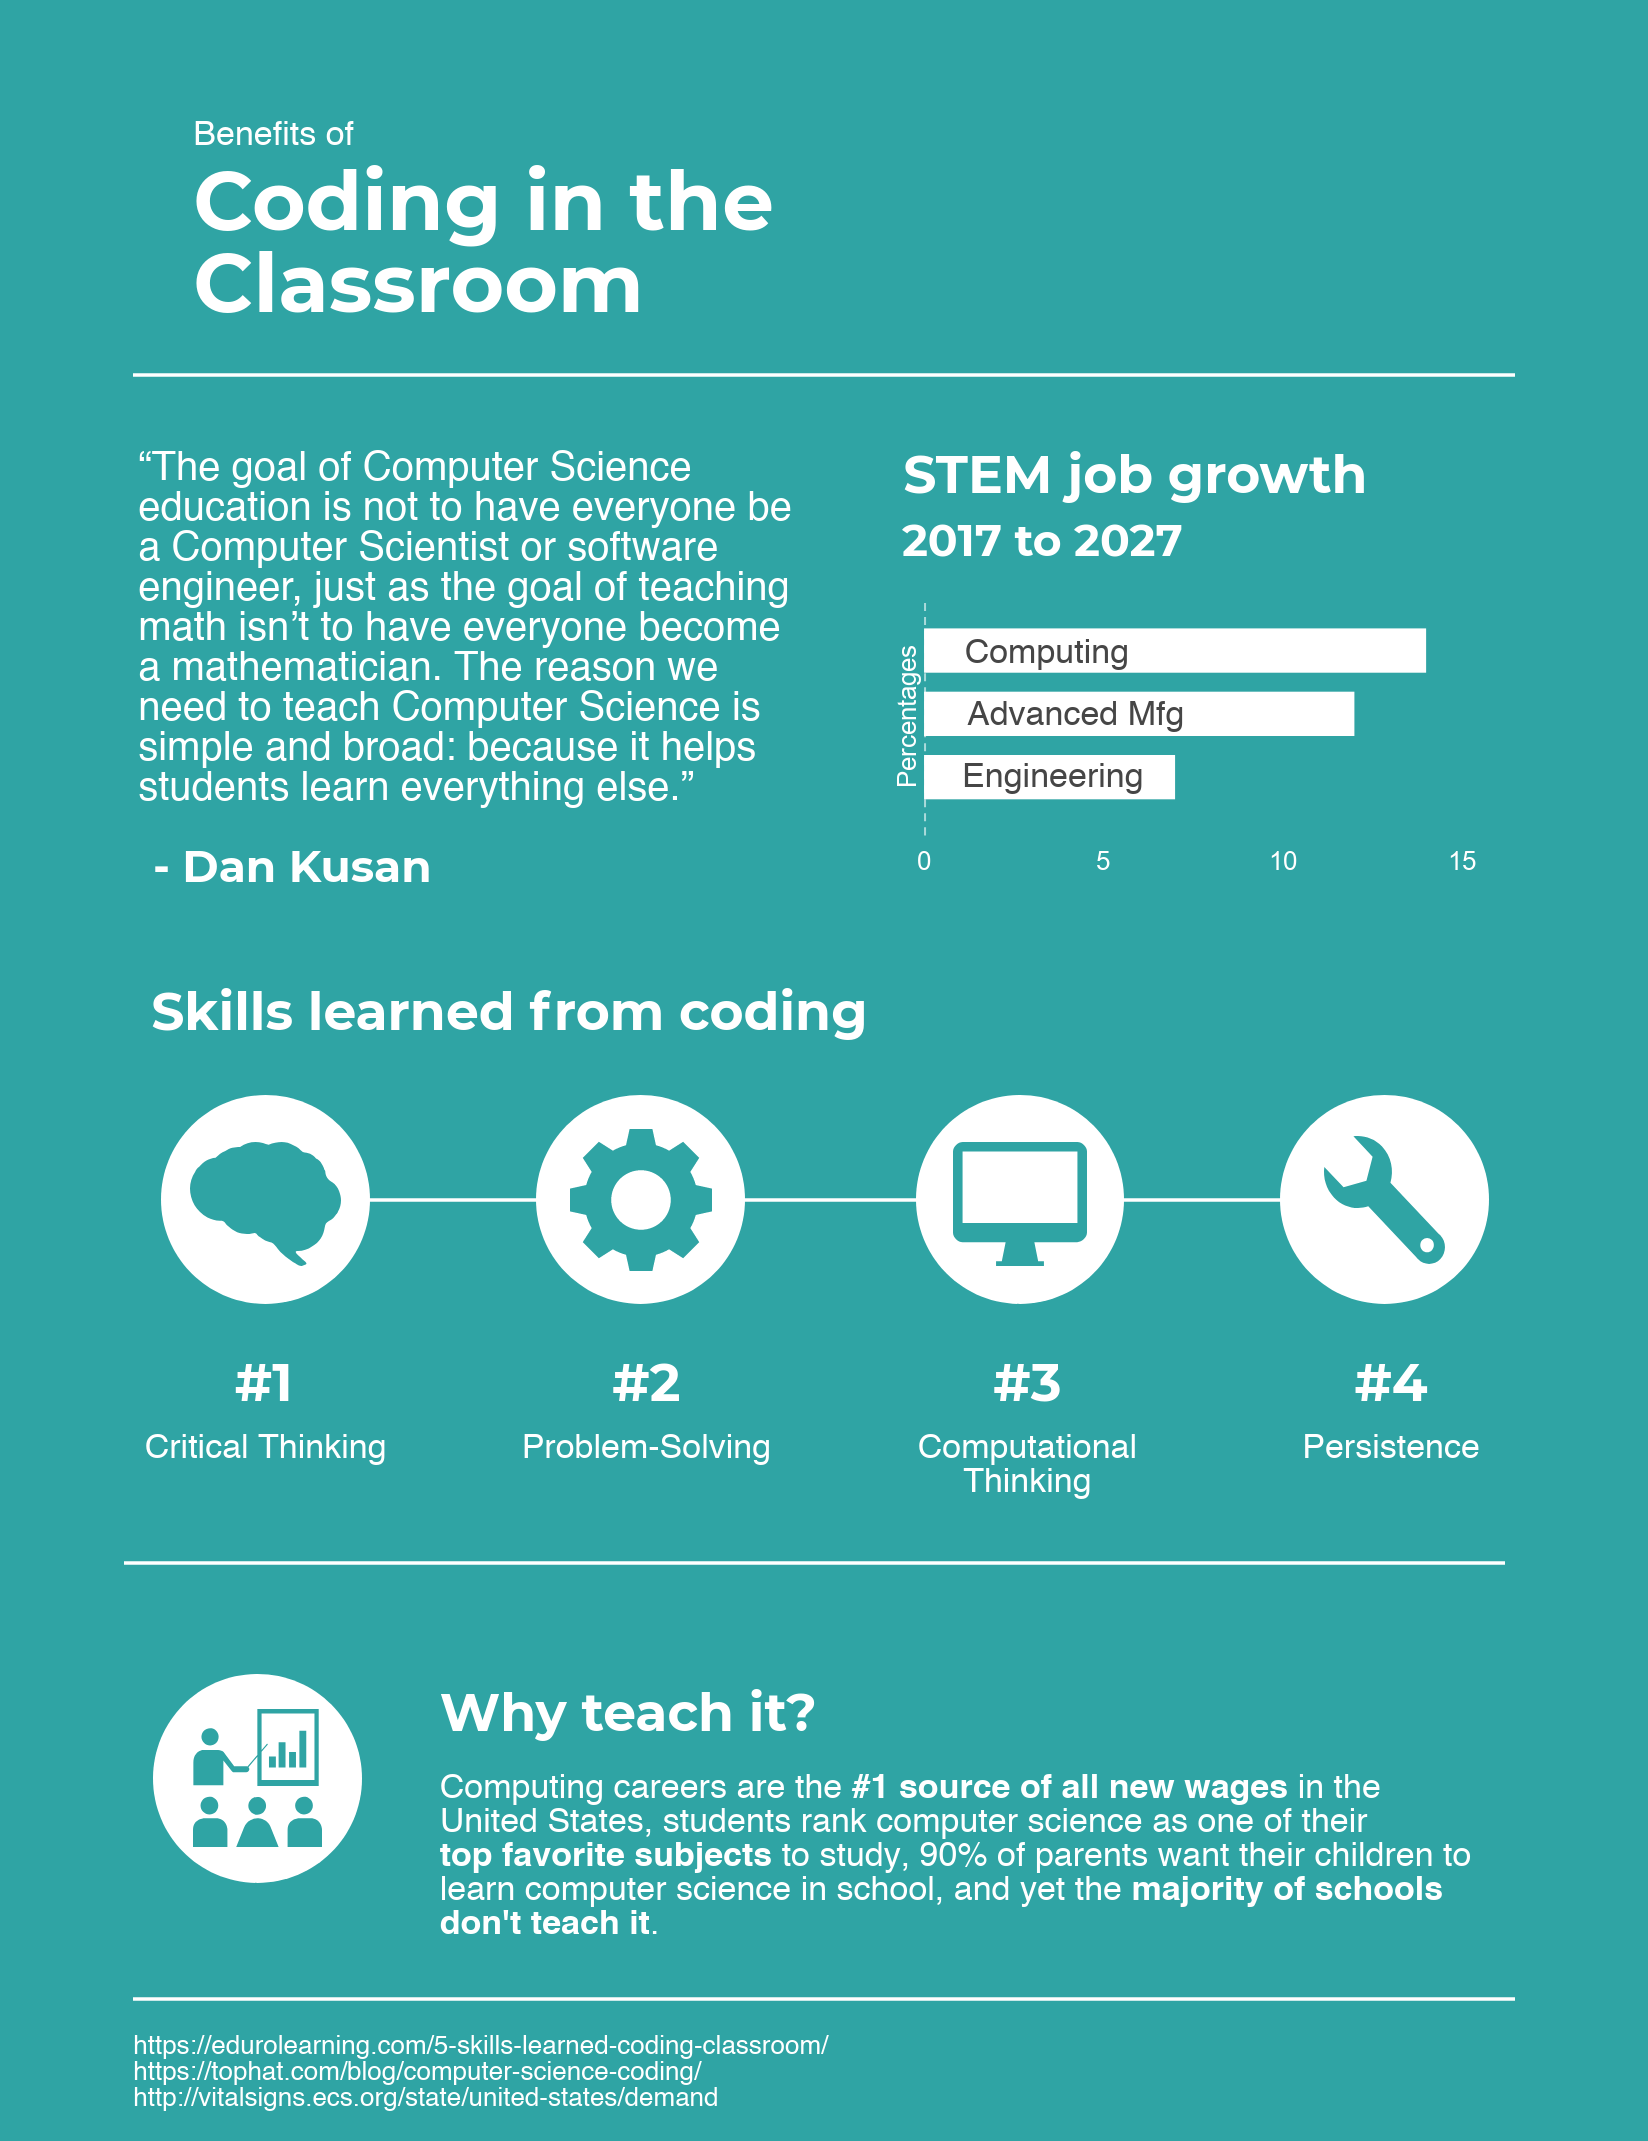 Benefits of
Coding in the
Classroom
“The goal of Computer Science
education is not to have everyone be
a Computer Scientist or software
engineer, just as the goal of teaching
math isn’t to have everyone become
a mathematician. The reason we
need to teach Computer Science is
simple and broad: because it helps
students learn everything else.”
- Dan Kusan
STEM job growth
2017 to 2027
Percentages
Computing
Advanced Mfg
Engineering
0 5 10 15
Skills learned from coding
#1
Critical Thinking
#2
Problem-Solving
#3
Computational
Thinking
#4
Persistence
Why teach it?
Computing careers are the #1 source of all new wages in the
United States, students rank computer science as one of their
top favorite subjects to study, 90% of parents want their children to
learn computer science in school, and yet the majority of schools
don't teach it.
https://edurolearning.com/5-skills-learned-coding-classroom/
https://tophat.com/blog/computer-science-coding/
http://vitalsigns.ecs.org/state/united-states/demand